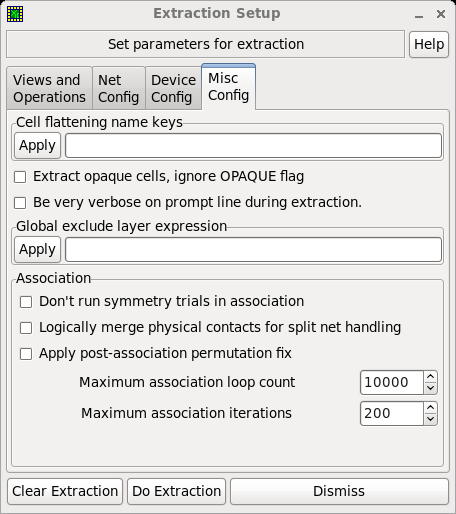 Extraction Setup
Set parameters for extraction
Help
Views and
Operations
Net
Config
Device
Config
Misc
Config
Cell flattening name keys
Apply
Extract opaque cells, ignore OPAQUE flag
Be very verbose on prompt line during extraction.
Global exclude layer expression
Apply
Association
Don't run symmetry trials in association
Logically merge physical contacts for split net handling
Apply post-association permutation fix
Maximum association loop count 10000
Maximum association iterations 200
Clear Extraction Do Extraction Dismiss